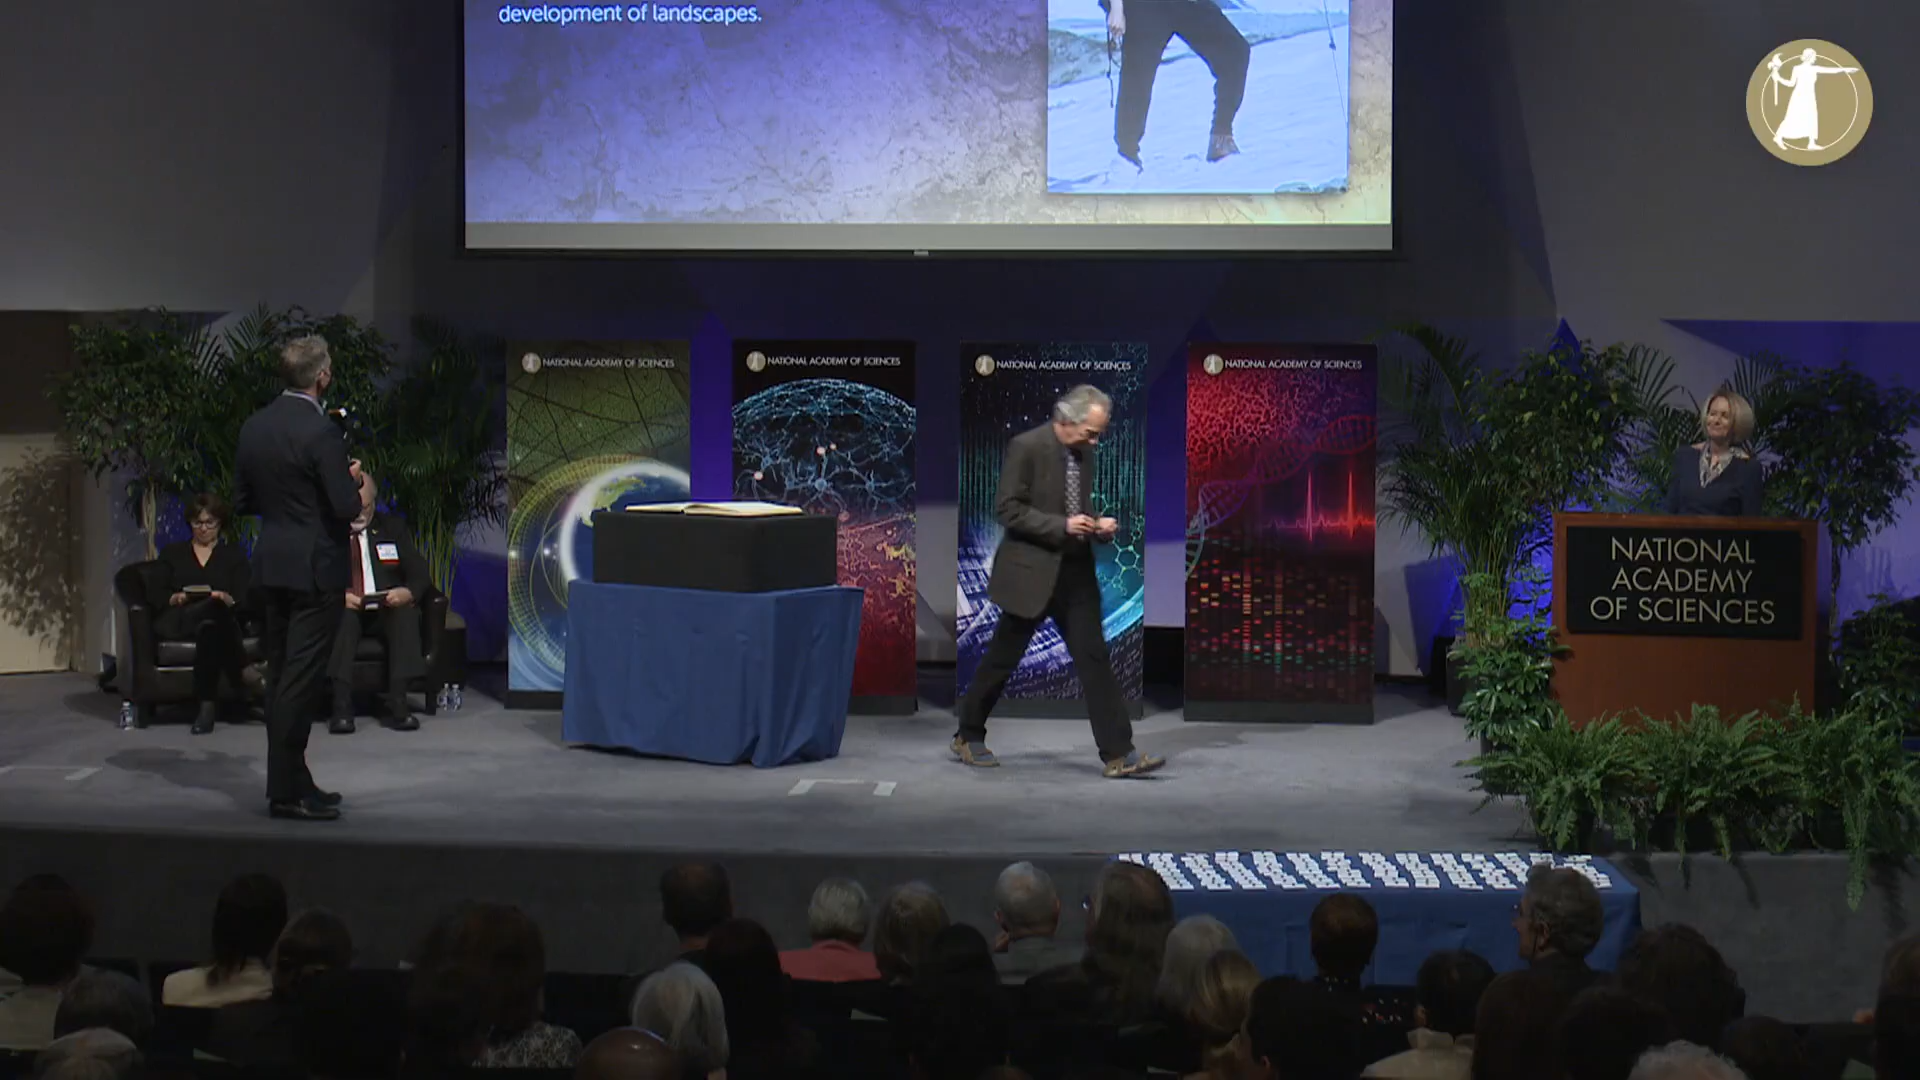 development of landscapes.
NATIONAL ACADEMY OF SCIENCES
NATIONAL ACADEMY OF SCIENCES
NATIONAL ACADEMY OF SCIENCES
NATIONAL ACADEMY OF SCIENCES
NATIONAL
ACADEMY
OF SCIENCES